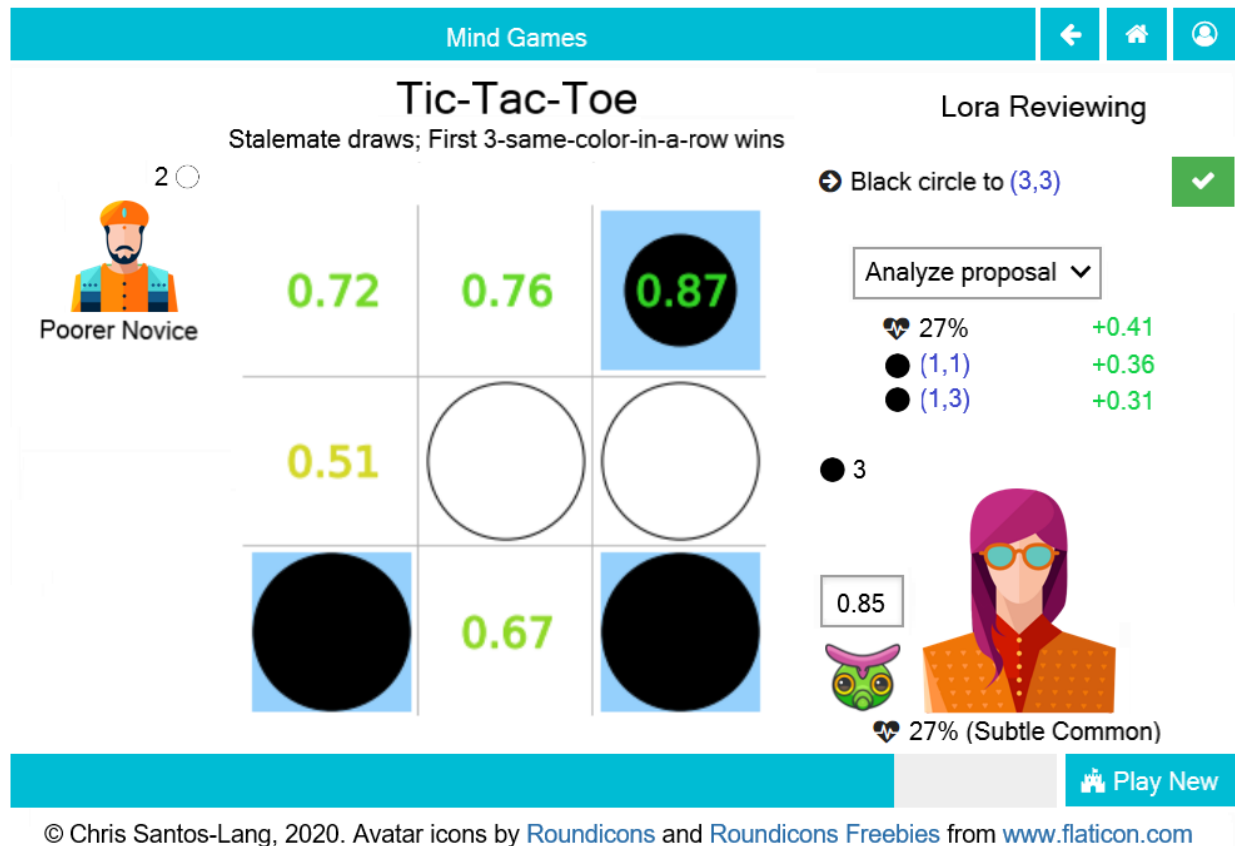 Mind Games
Tic-Tac-Toe
Stalemate draws; First 3-same-color-in-a-row wins
Lora Reviewing
2
Poorer Novice
Black circle to (3,3)
0.72 0.76 0.87
0.51
0.67
Analyze proposal
27% +0.41
(1,1) +0.36
(1,3) +0.31
3
0.85
27% (Subtle Common)
Play New
© Chris Santos-Lang, 2020. Avatar icons by Roundicons and Roundicons Freebies from www.flaticon.com